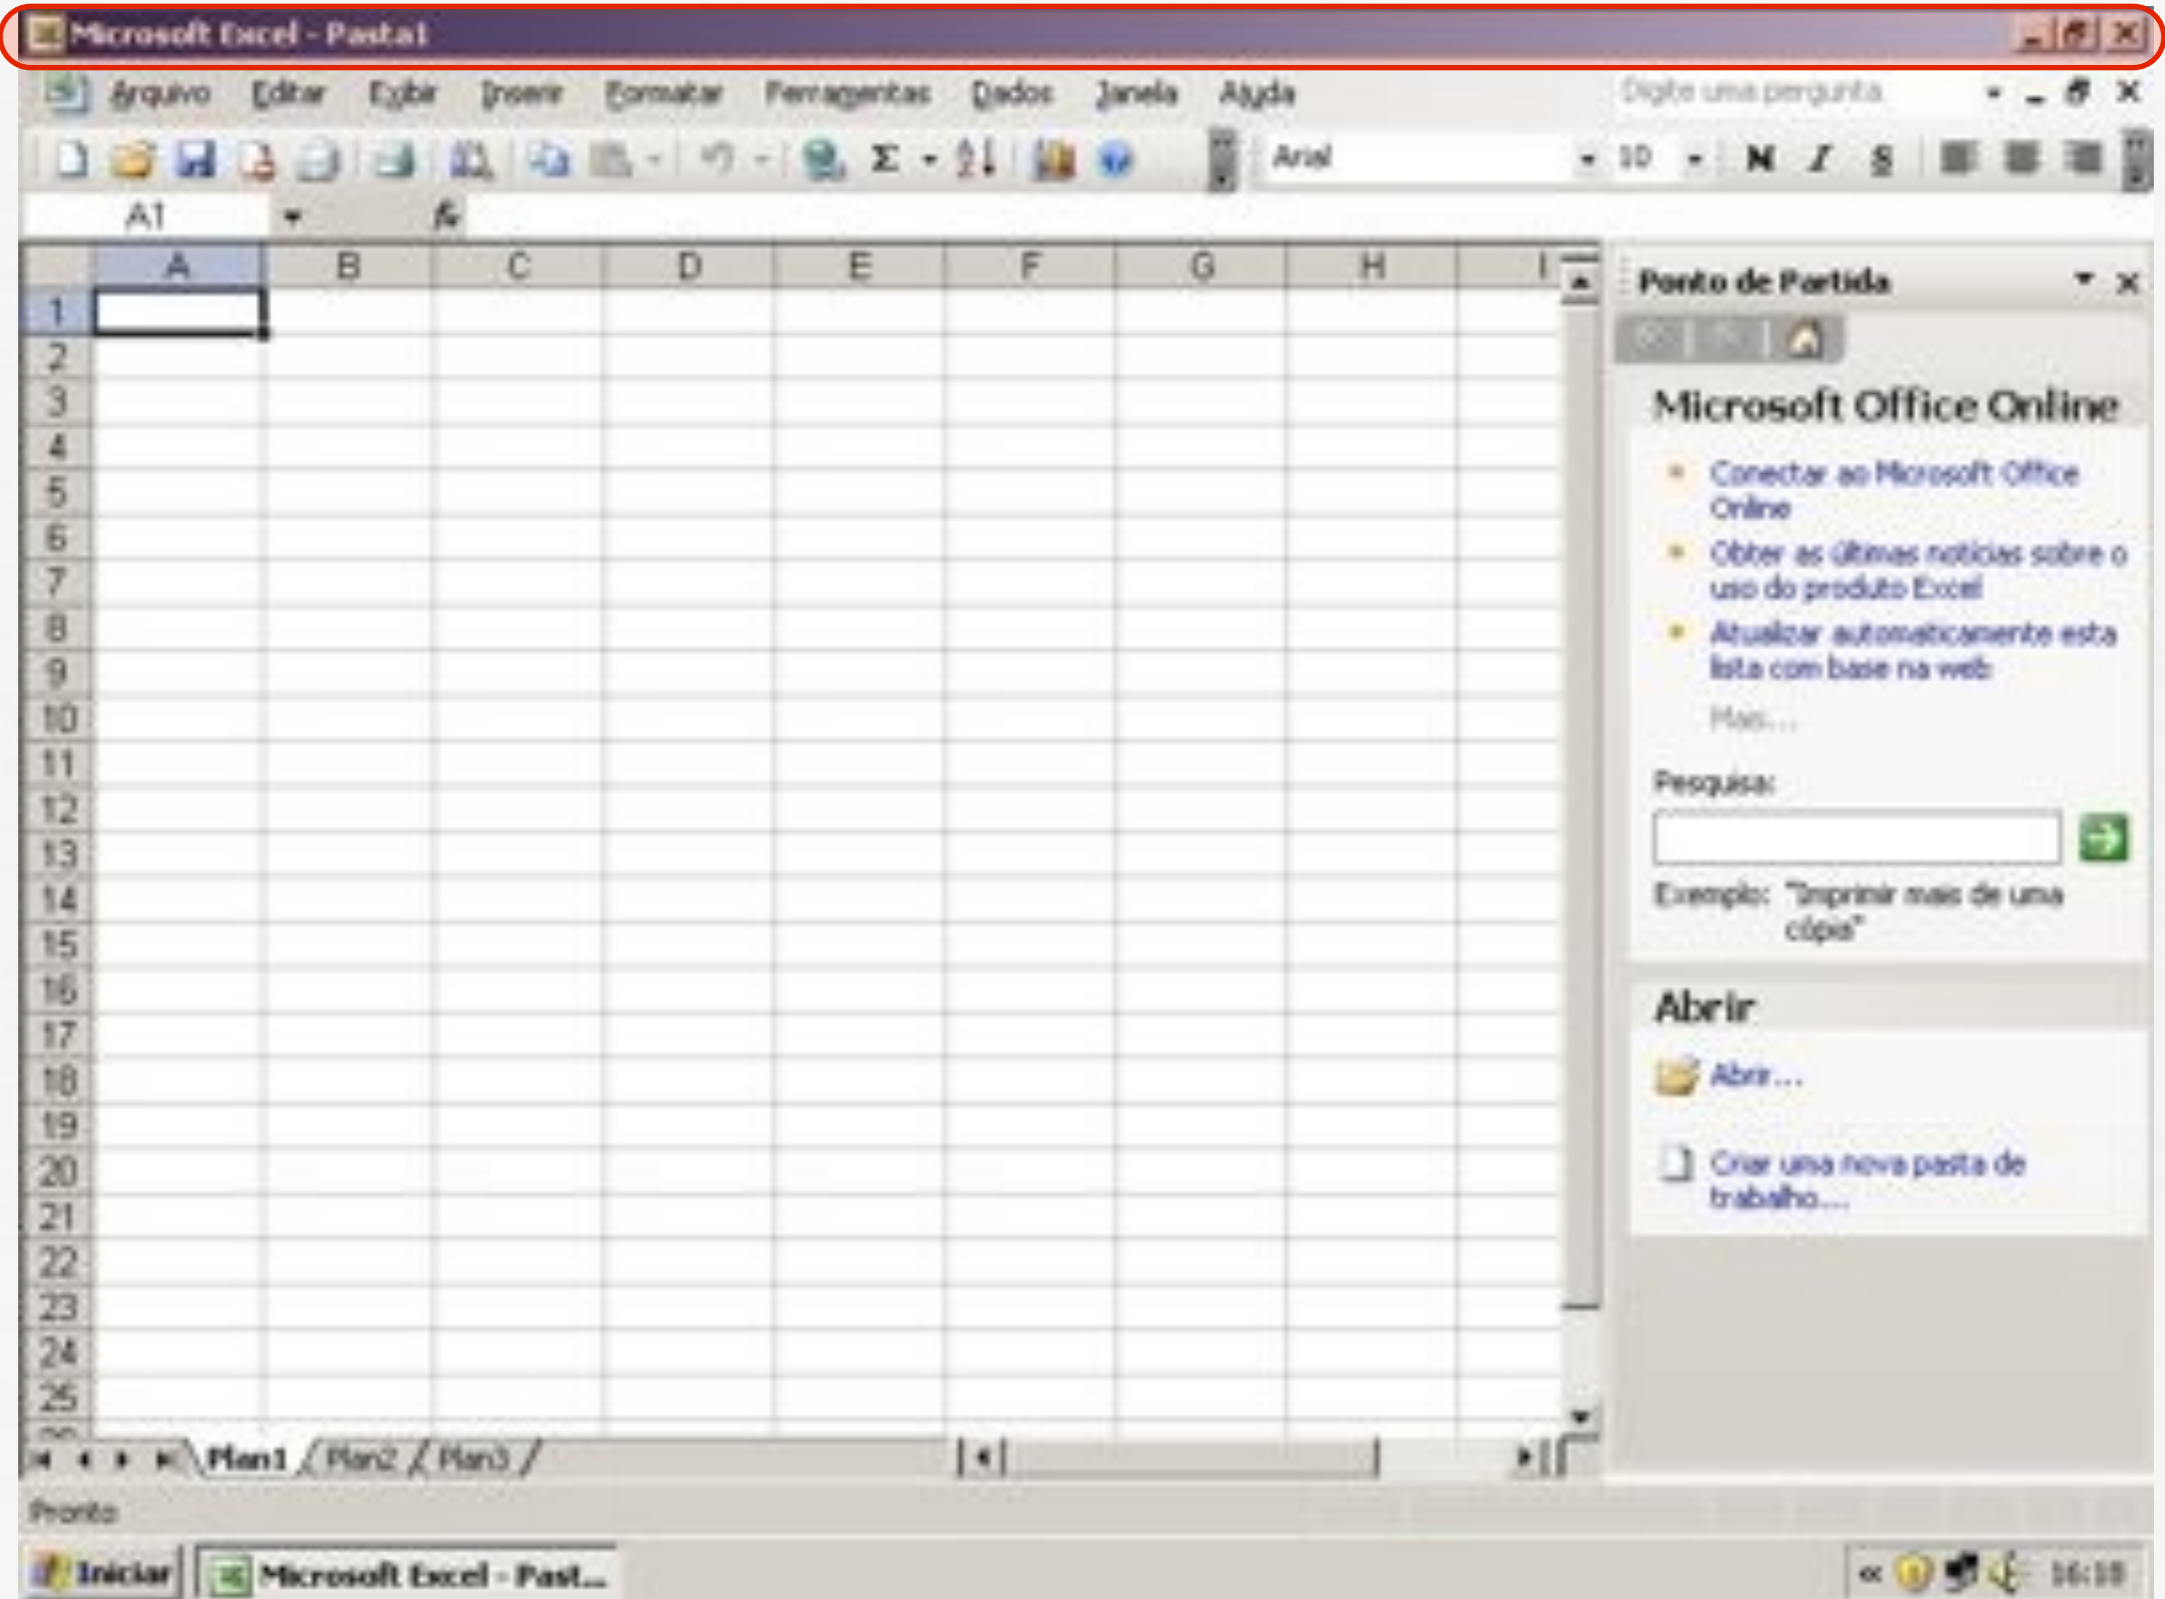 Microsoft Excel - Pasta1
Arquivo Editar Exibir Inserir Formatar Ferramentas Dados Janela Ajuda Digite uma pergunta
Σ Arial 10 N I S
A1 fx
A B C D E F G H I
1
2
3
4
5
6
7
8
9
10
11
12
13
14
15
16
17
18
19
20
21
22
23
24
25
Ponto de Partida
Microsoft Office Online
Conectar ao Microsoft Office
Online
Obter as últimas notícias sobre o
uso do produto Excel
Atualizar automaticamente esta
lista com base na web
Mais...
Pesquisa:
Exemplo: "Imprimir mais de uma
cópia"
Abrir
Abrir...
Criar uma nova pasta de
trabalho...
Plan1 Plan2 Plan3
Pronto
Iniciar Microsoft Excel - Past... « 16:18